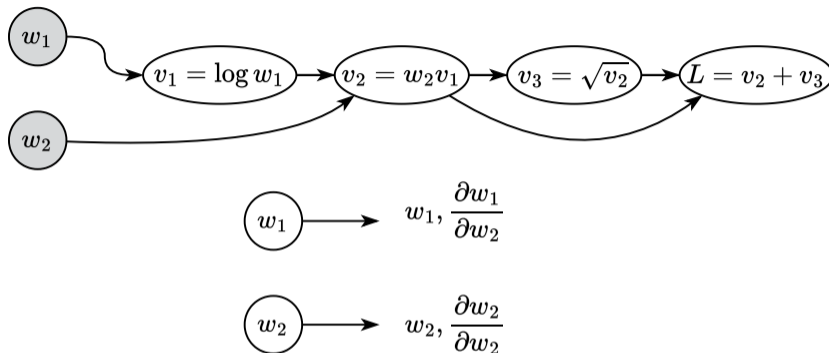 w₁
v₁ = log w₁
v₂ = w₂v₁
v₃ = √v₂
L = v₂ + v₃
w₂
w₁
w₁, ∂w₁/∂w₂
w₂
w₂, ∂w₂/∂w₂